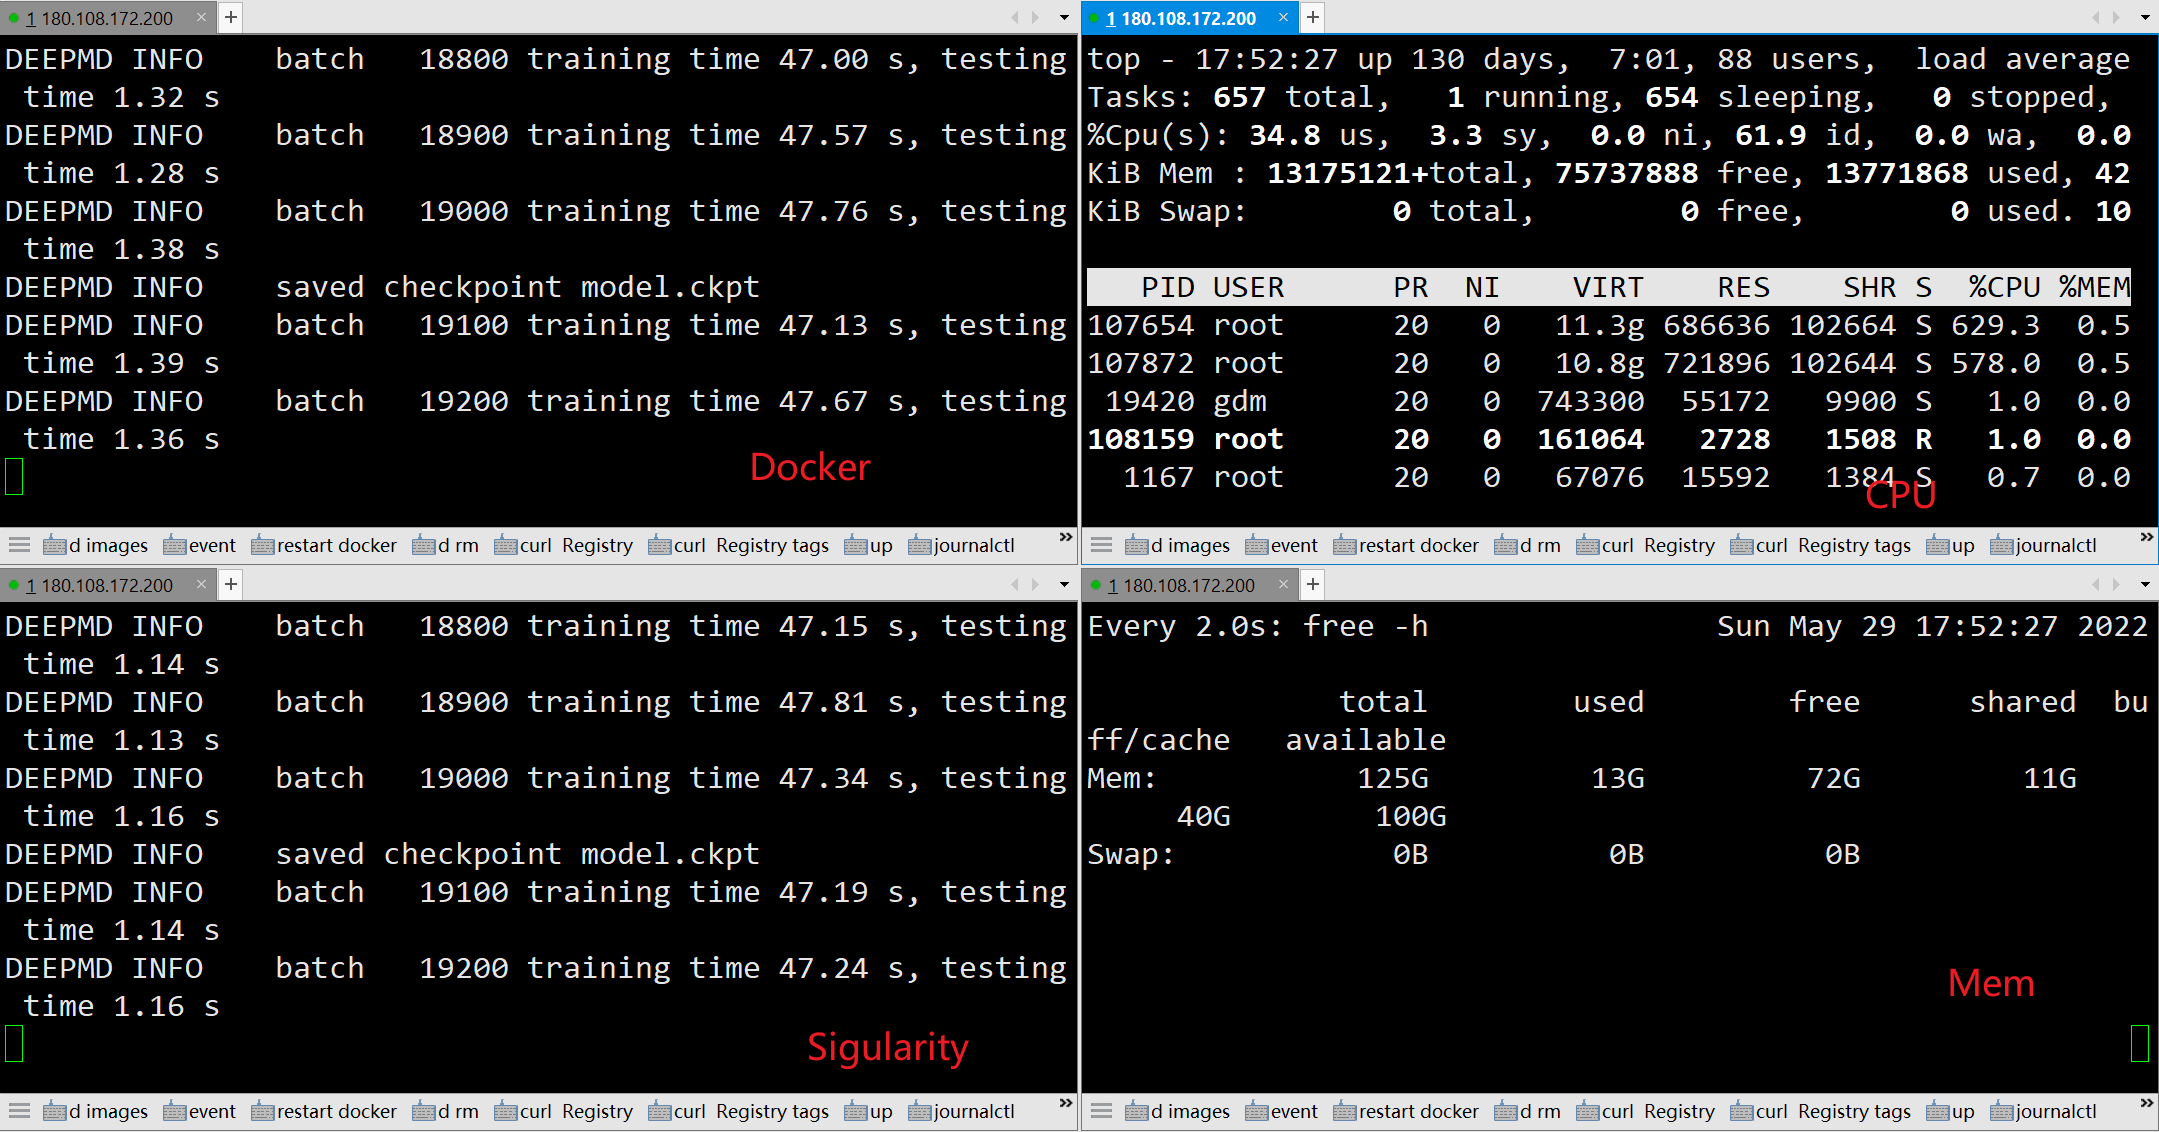 1 180.108.172.200 × +
DEEPMD INFO    batch   18800 training time 47.00 s, testing
 time 1.32 s
DEEPMD INFO    batch   18900 training time 47.57 s, testing
 time 1.28 s
DEEPMD INFO    batch   19000 training time 47.76 s, testing
 time 1.38 s
DEEPMD INFO    saved checkpoint model.ckpt
DEEPMD INFO    batch   19100 training time 47.13 s, testing
 time 1.39 s
DEEPMD INFO    batch   19200 training time 47.67 s, testing
 time 1.36 s
Docker
d images event restart docker d rm curl Registry curl Registry tags up journalctl »
1 180.108.172.200 × +
top - 17:52:27 up 130 days,  7:01, 88 users,  load average
Tasks: 657 total,   1 running, 654 sleeping,   0 stopped,
%Cpu(s): 34.8 us,  3.3 sy,  0.0 ni, 61.9 id,  0.0 wa,  0.0
KiB Mem : 13175121+total, 75737888 free, 13771868 used, 42
KiB Swap:        0 total,        0 free,        0 used. 10
PID USER      PR  NI    VIRT    RES    SHR S  %CPU %MEM
107654 root      20   0   11.3g 686636 102664 S 629.3  0.5
107872 root      20   0   10.8g 721896 102644 S 578.0  0.5
19420 gdm       20   0  743300  55172   9900 S   1.0  0.0
108159 root      20   0  161064   2728   1508 R   1.0  0.0
1167 root      20   0   67076  15592   1384 S   0.7  0.0
CPU
d images event restart docker d rm curl Registry curl Registry tags up journalctl »
1 180.108.172.200 × +
DEEPMD INFO    batch   18800 training time 47.15 s, testing
 time 1.14 s
DEEPMD INFO    batch   18900 training time 47.81 s, testing
 time 1.13 s
DEEPMD INFO    batch   19000 training time 47.34 s, testing
 time 1.16 s
DEEPMD INFO    saved checkpoint model.ckpt
DEEPMD INFO    batch   19100 training time 47.19 s, testing
 time 1.14 s
DEEPMD INFO    batch   19200 training time 47.24 s, testing
 time 1.16 s
Sigularity
d images event restart docker d rm curl Registry curl Registry tags up journalctl »
1 180.108.172.200 × +
Every 2.0s: free -h                Sun May 29 17:52:27 2022
total        used        free      shared  bu
ff/cache   available
Mem:           125G         13G         72G         11G
40G        100G
Swap:            0B          0B          0B
Mem
d images event restart docker d rm curl Registry curl Registry tags up journalctl »